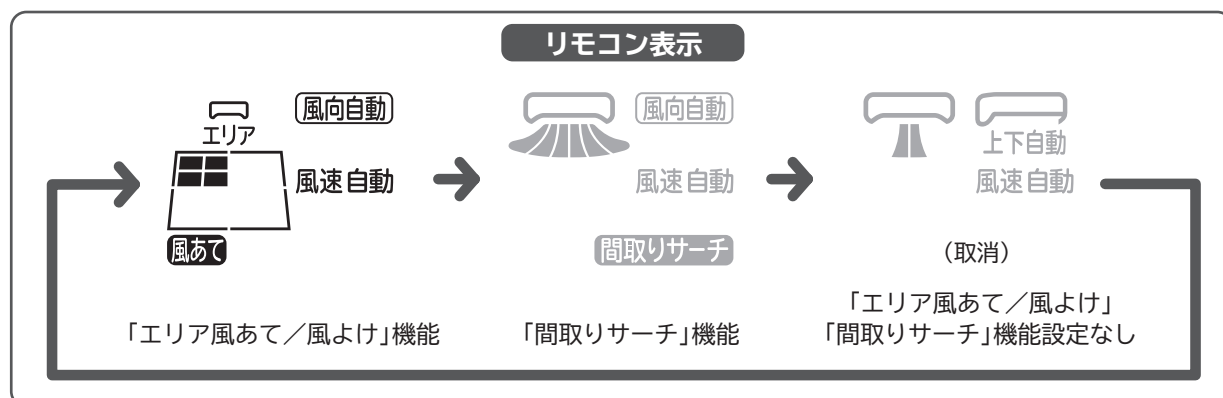 リモコン表示
エリア
風向自動
風速自動
風あて
「エリア風あて／風よけ」機能
風向自動
風速自動
間取りサーチ
「間取りサーチ」機能
上下自動
風速自動
（取消）
「エリア風あて／風よけ」
「間取りサーチ」機能設定なし